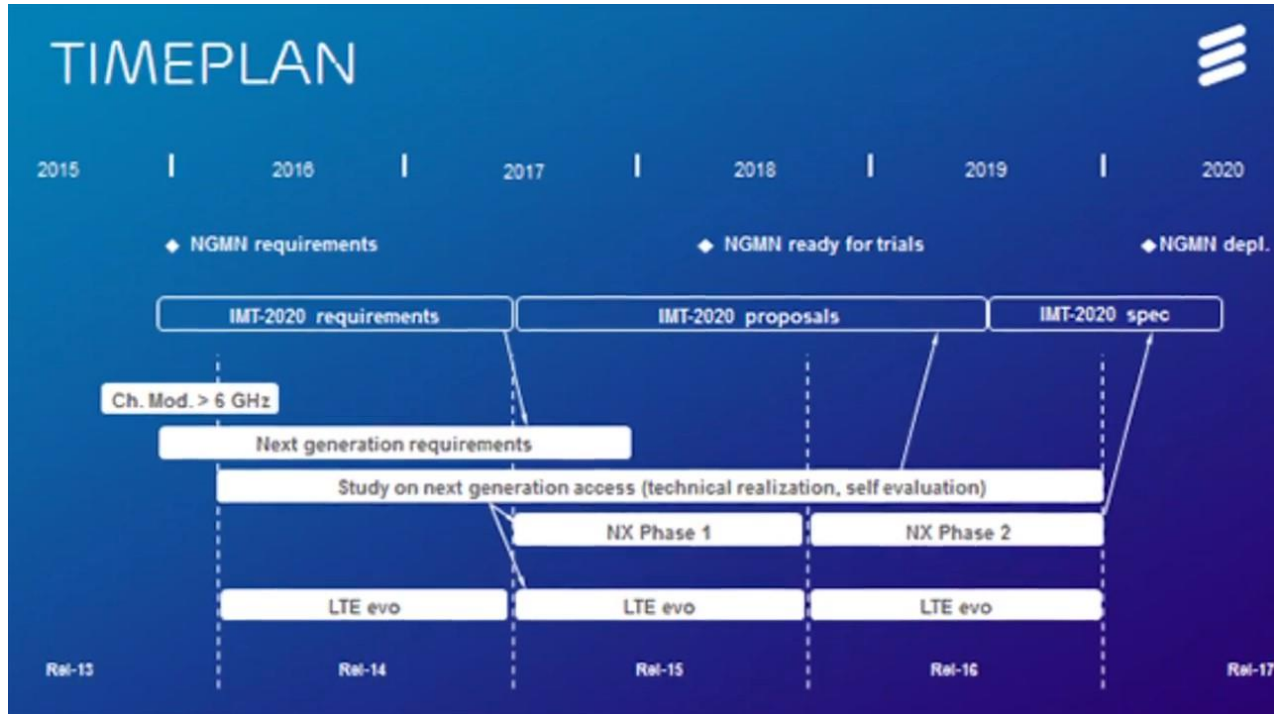 TIMEPLAN
2015 2016 2017 2018 2019 2020
NGMN requirements NGMN ready for trials NGMN depl.
IMT-2020 requirements IMT-2020 proposals IMT-2020 spec
Ch. Mod. > 6 GHz
Next generation requirements
Study on next generation access (technical realization, self evaluation)
NX Phase 1 NX Phase 2
LTE evo LTE evo LTE evo
Rel-13 Rel-14 Rel-15 Rel-16 Rel-17